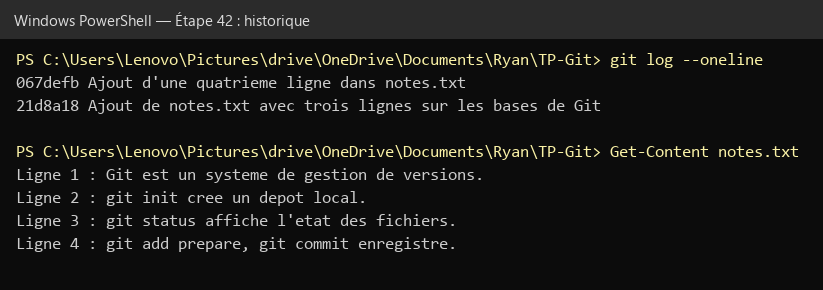 Windows PowerShell — Étape 42 : historique
PS C:\Users\Lenovo\Pictures\drive\OneDrive\Documents\Ryan\TP-Git> git log --oneline
067defb Ajout d'une quatrieme ligne dans notes.txt
21d8a18 Ajout de notes.txt avec trois lignes sur les bases de Git
PS C:\Users\Lenovo\Pictures\drive\OneDrive\Documents\Ryan\TP-Git> Get-Content notes.txt
Ligne 1 : Git est un systeme de gestion de versions.
Ligne 2 : git init cree un depot local.
Ligne 3 : git status affiche l'etat des fichiers.
Ligne 4 : git add prepare, git commit enregistre.